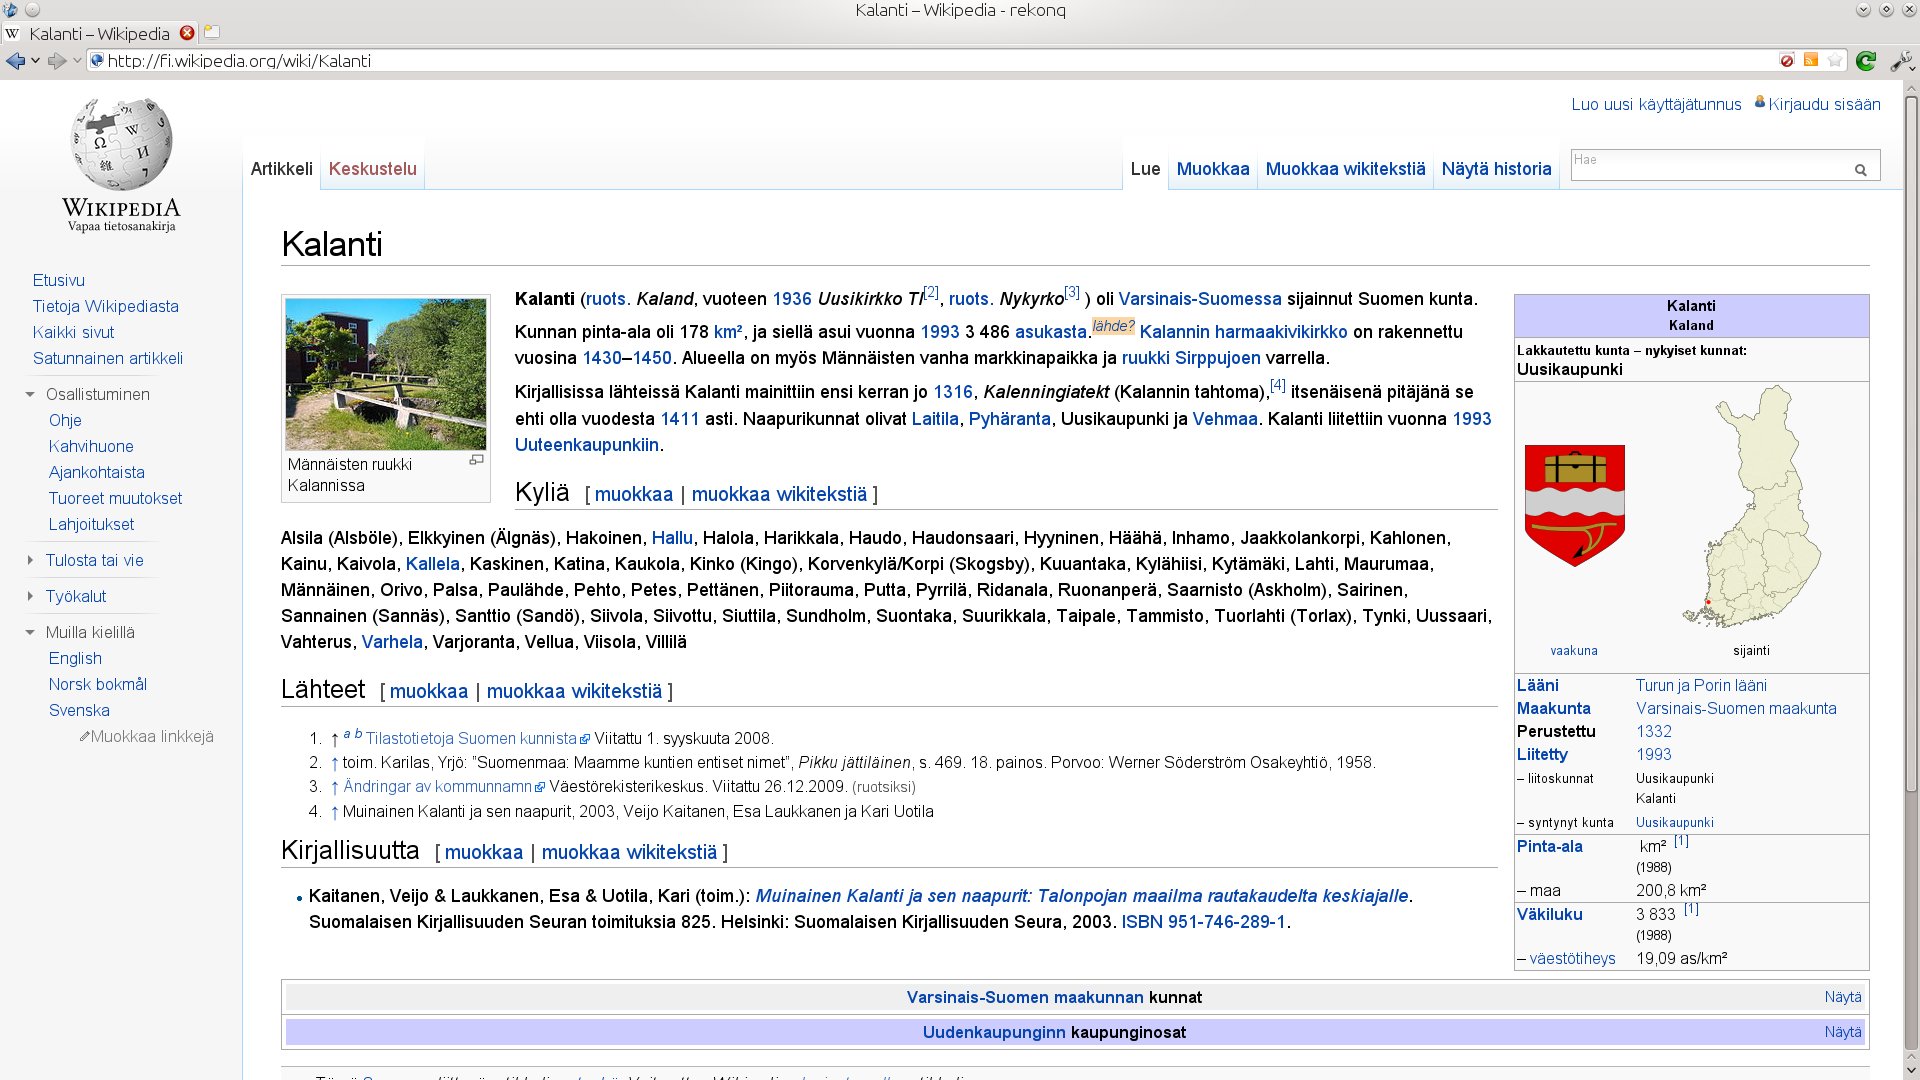 Kalanti – Wikipedia - rekonq
Kalanti – Wikipedia
http://fi.wikipedia.org/wiki/Kalanti
Luo uusi käyttäjätunnus Kirjaudu sisään
WIKIPEDIA
Vapaa tietosanakirja
Artikkeli Keskustelu Lue Muokkaa Muokkaa wikitekstiä Näytä historia Hae
Etusivu
Tietoja Wikipediasta
Kaikki sivut
Satunnainen artikkeli
Osallistuminen
Ohje
Kahvihuone
Ajankohtaista
Tuoreet muutokset
Lahjoitukset
Tulosta tai vie
Työkalut
Muilla kielillä
English
Norsk bokmål
Svenska
Muokkaa linkkejä
Kalanti
Männäisten ruukki
Kalannissa
Kalanti (ruots. Kaland, vuoteen 1936 Uusikirkko Tl[2], ruots. Nykyrko[3] ) oli Varsinais-Suomessa sijainnut Suomen kunta.
Kunnan pinta-ala oli 178 km², ja siellä asui vuonna 1993 3 486 asukasta.lähde? Kalannin harmaakivikirkko on rakennettu
vuosina 1430–1450. Alueella on myös Männäisten vanha markkinapaikka ja ruukki Sirppujoen varrella.
Kirjallisissa lähteissä Kalanti mainittiin ensi kerran jo 1316, Kalenningiatekt (Kalannin tahtoma),[4] itsenäisenä pitäjänä se
ehti olla vuodesta 1411 asti. Naapurikunnat olivat Laitila, Pyhäranta, Uusikaupunki ja Vehmaa. Kalanti liitettiin vuonna 1993
Uuteenkaupunkiin.
Kyliä [ muokkaa | muokkaa wikitekstiä ]
Alsila (Alsböle), Elkkyinen (Älgnäs), Hakoinen, Hallu, Halola, Harikkala, Haudo, Haudonsaari, Hyyninen, Häähä, Inhamo, Jaakkolankorpi, Kahlonen,
Kainu, Kaivola, Kallela, Kaskinen, Katina, Kaukola, Kinko (Kingo), Korvenkylä/Korpi (Skogsby), Kuuantaka, Kylähiisi, Kytämäki, Lahti, Maurumaa,
Männäinen, Orivo, Palsa, Paulähde, Pehto, Petes, Pettänen, Piitorauma, Putta, Pyrrilä, Ridanala, Ruonanperä, Saarnisto (Askholm), Sairinen,
Sannainen (Sannäs), Santtio (Sandö), Siivola, Siivottu, Siuttila, Sundholm, Suontaka, Suurikkala, Taipale, Tammisto, Tuorlahti (Torlax), Tynki, Uussaari,
Vahterus, Varhela, Varjoranta, Vellua, Viisola, Villilä
Lähteet [ muokkaa | muokkaa wikitekstiä ]
1. ↑ a b Tilastotietoja Suomen kunnista Viitattu 1. syyskuuta 2008.
2. ↑ toim. Karilas, Yrjö: "Suomenmaa: Maamme kuntien entiset nimet", Pikku jättiläinen, s. 469. 18. painos. Porvoo: Werner Söderström Osakeyhtiö, 1958.
3. ↑ Ändringar av kommunnamn Väestörekisterikeskus. Viitattu 26.12.2009. (ruotsiksi)
4. ↑ Muinainen Kalanti ja sen naapurit, 2003, Veijo Kaitanen, Esa Laukkanen ja Kari Uotila
Kirjallisuutta [ muokkaa | muokkaa wikitekstiä ]
• Kaitanen, Veijo & Laukkanen, Esa & Uotila, Kari (toim.): Muinainen Kalanti ja sen naapurit: Talonpojan maailma rautakaudelta keskiajalle.
Suomalaisen Kirjallisuuden Seuran toimituksia 825. Helsinki: Suomalaisen Kirjallisuuden Seura, 2003. ISBN 951-746-289-1.
Kalanti
Kaland
Lakkautettu kunta – nykyiset kunnat:
Uusikaupunki
vaakuna sijainti
Lääni Turun ja Porin lääni
Maakunta Varsinais-Suomen maakunta
Perustettu 1332
Liitetty 1993
– liitoskunnat Uusikaupunki
Kalanti
– syntynyt kunta Uusikaupunki
Pinta-ala km² [1]
(1988)
– maa 200,8 km²
Väkiluku 3 833 [1]
(1988)
– väestötiheys 19,09 as/km²
Varsinais-Suomen maakunnan kunnat Näytä
Uudenkaupunginn kaupunginosat Näytä